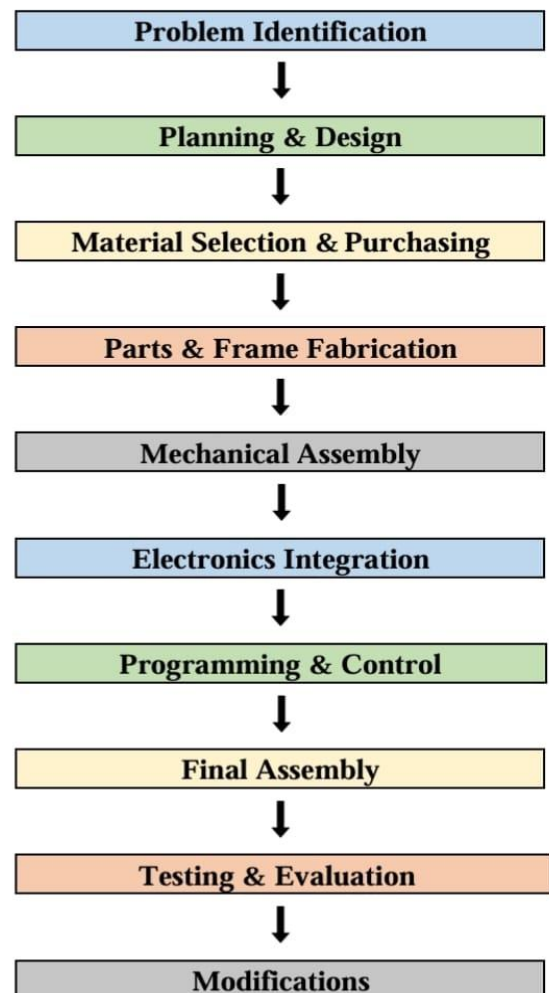 Problem Identification
Planning & Design
Material Selection & Purchasing
Parts & Frame Fabrication
Mechanical Assembly
Electronics Integration
Programming & Control
Final Assembly
Testing & Evaluation
Modifications